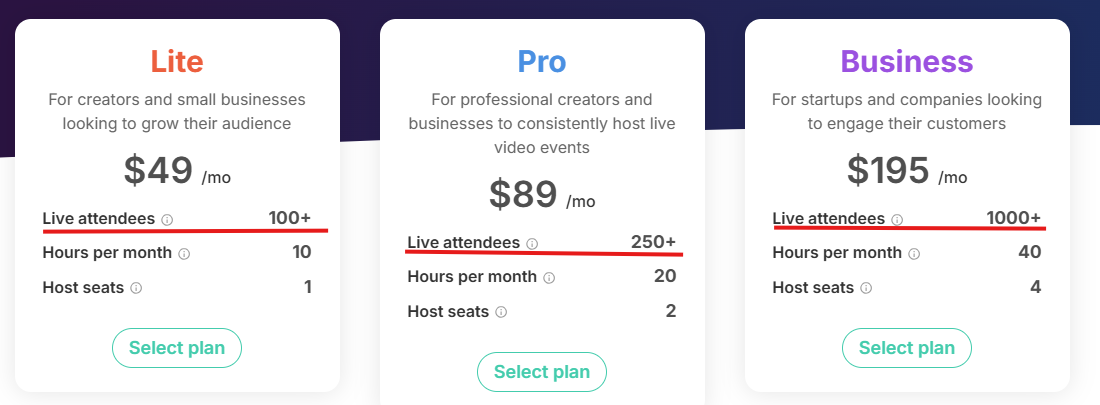 Lite
For creators and small businesses
looking to grow their audience
$49 /mo
Live attendees 100+
Hours per month 10
Host seats 1
Select plan
Pro
For professional creators and
businesses to consistently host live
video events
$89 /mo
Live attendees 250+
Hours per month 20
Host seats 2
Select plan
Business
For startups and companies looking
to engage their customers
$195 /mo
Live attendees 1000+
Hours per month 40
Host seats 4
Select plan